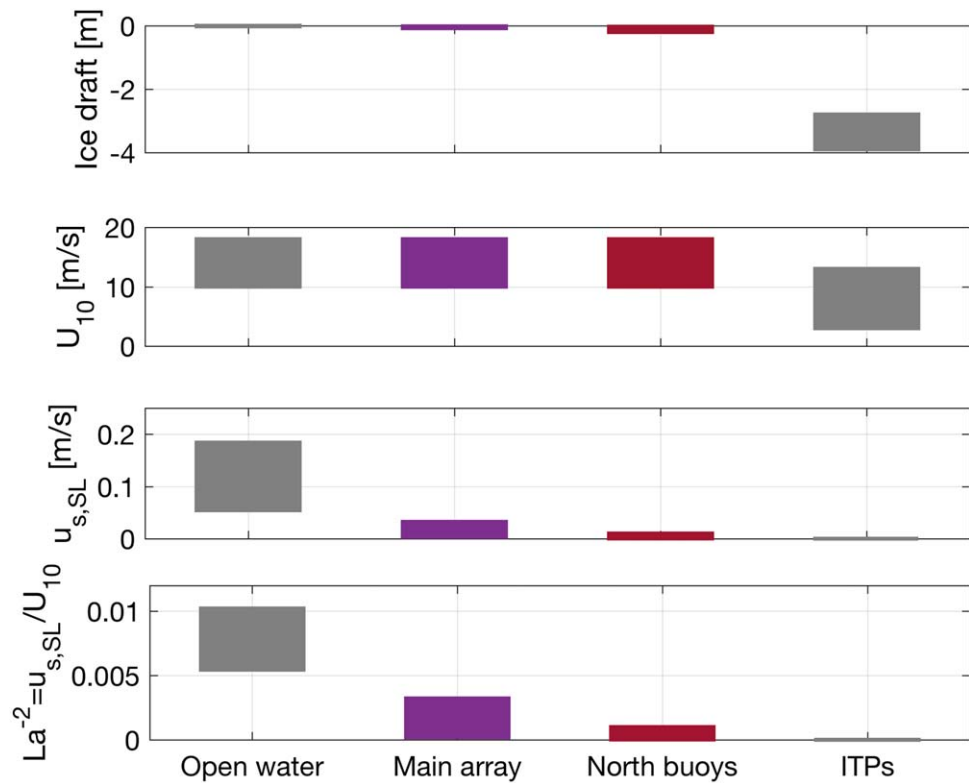 Ice draft [m]
0
-2
-4
U10 [m/s]
20
10
0
us,SL [m/s]
0.2
0.1
0
La-2=us,SL/U10
0.01
0.005
0
Open water Main array North buoys ITPs